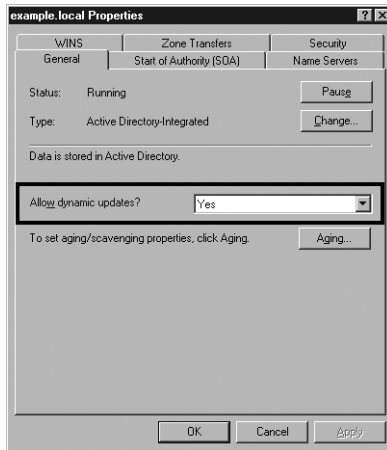 example.local Properties
WINS Zone Transfers Security
General Start of Authority (SOA) Name Servers
Status: Running Pause
Type: Active Directory-Integrated Change...
Data is stored in Active Directory.
Allow dynamic updates? Yes
To set aging/scavenging properties, click Aging. Aging...
OK Cancel Apply